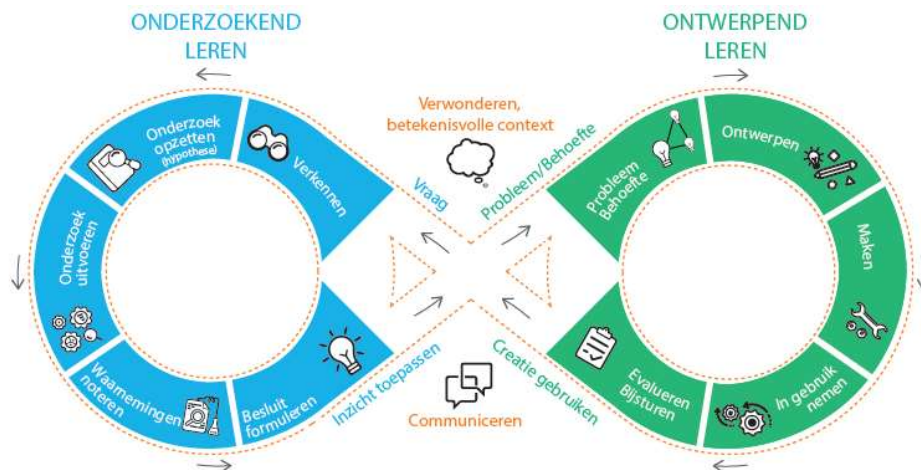 ONDERZOEKEND
LEREN
ONTWERPEND
LEREN
Verwonderen,
betekenisvolle context
Onderzoek
opzetten
(hypothese)
Verkennen
Vraag
Probleem/Behoefte
Probleem
Behoefte
Ontwerpen
Onderzoek
uitvoeren
Maken
Waarnemingen
noteren
Besluit
formuleren
Inzicht toepassen
Communiceren
Creatie gebruiken
Evalueren
Bijsturen
In gebruik
nemen